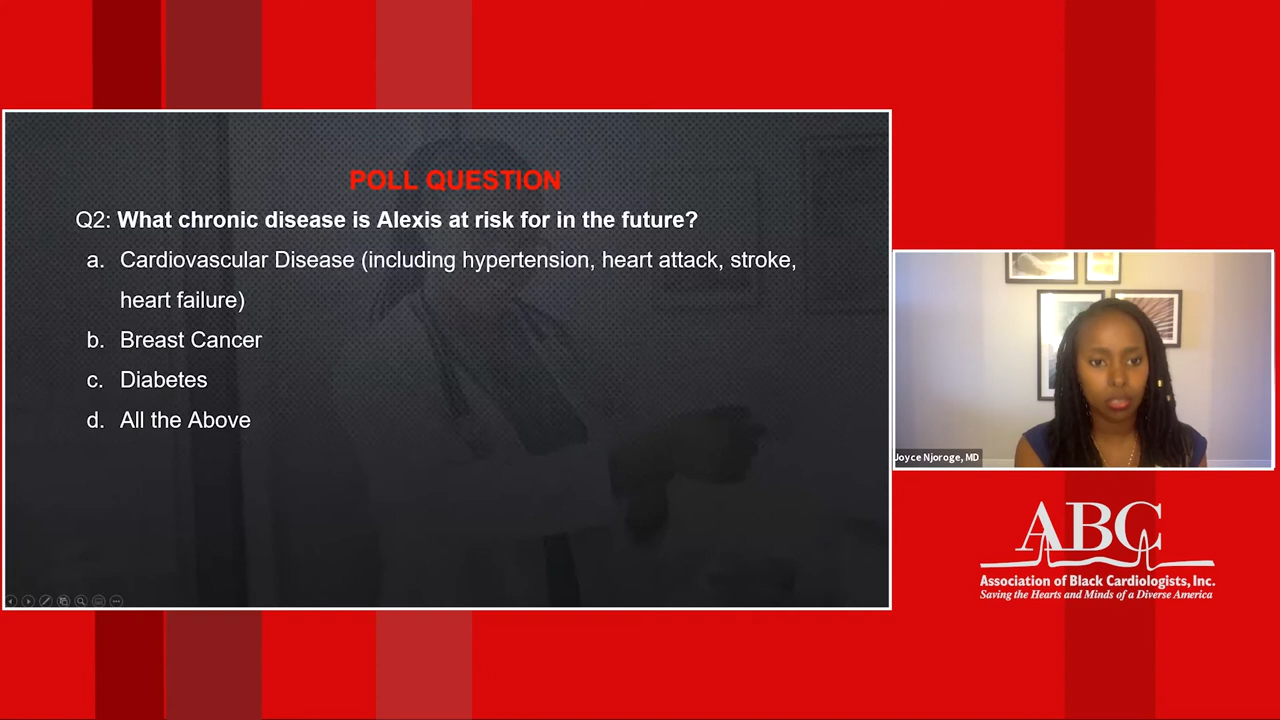 POLL QUESTION
Q2: What chronic disease is Alexis at risk for in the future?
a. Cardiovascular Disease (including hypertension, heart attack, stroke,
heart failure)
b. Breast Cancer
c. Diabetes
d. All the Above
Joyce Njoroge, MD
ABC
Association of Black Cardiologists, Inc.
Saving the Hearts and Minds of a Diverse America